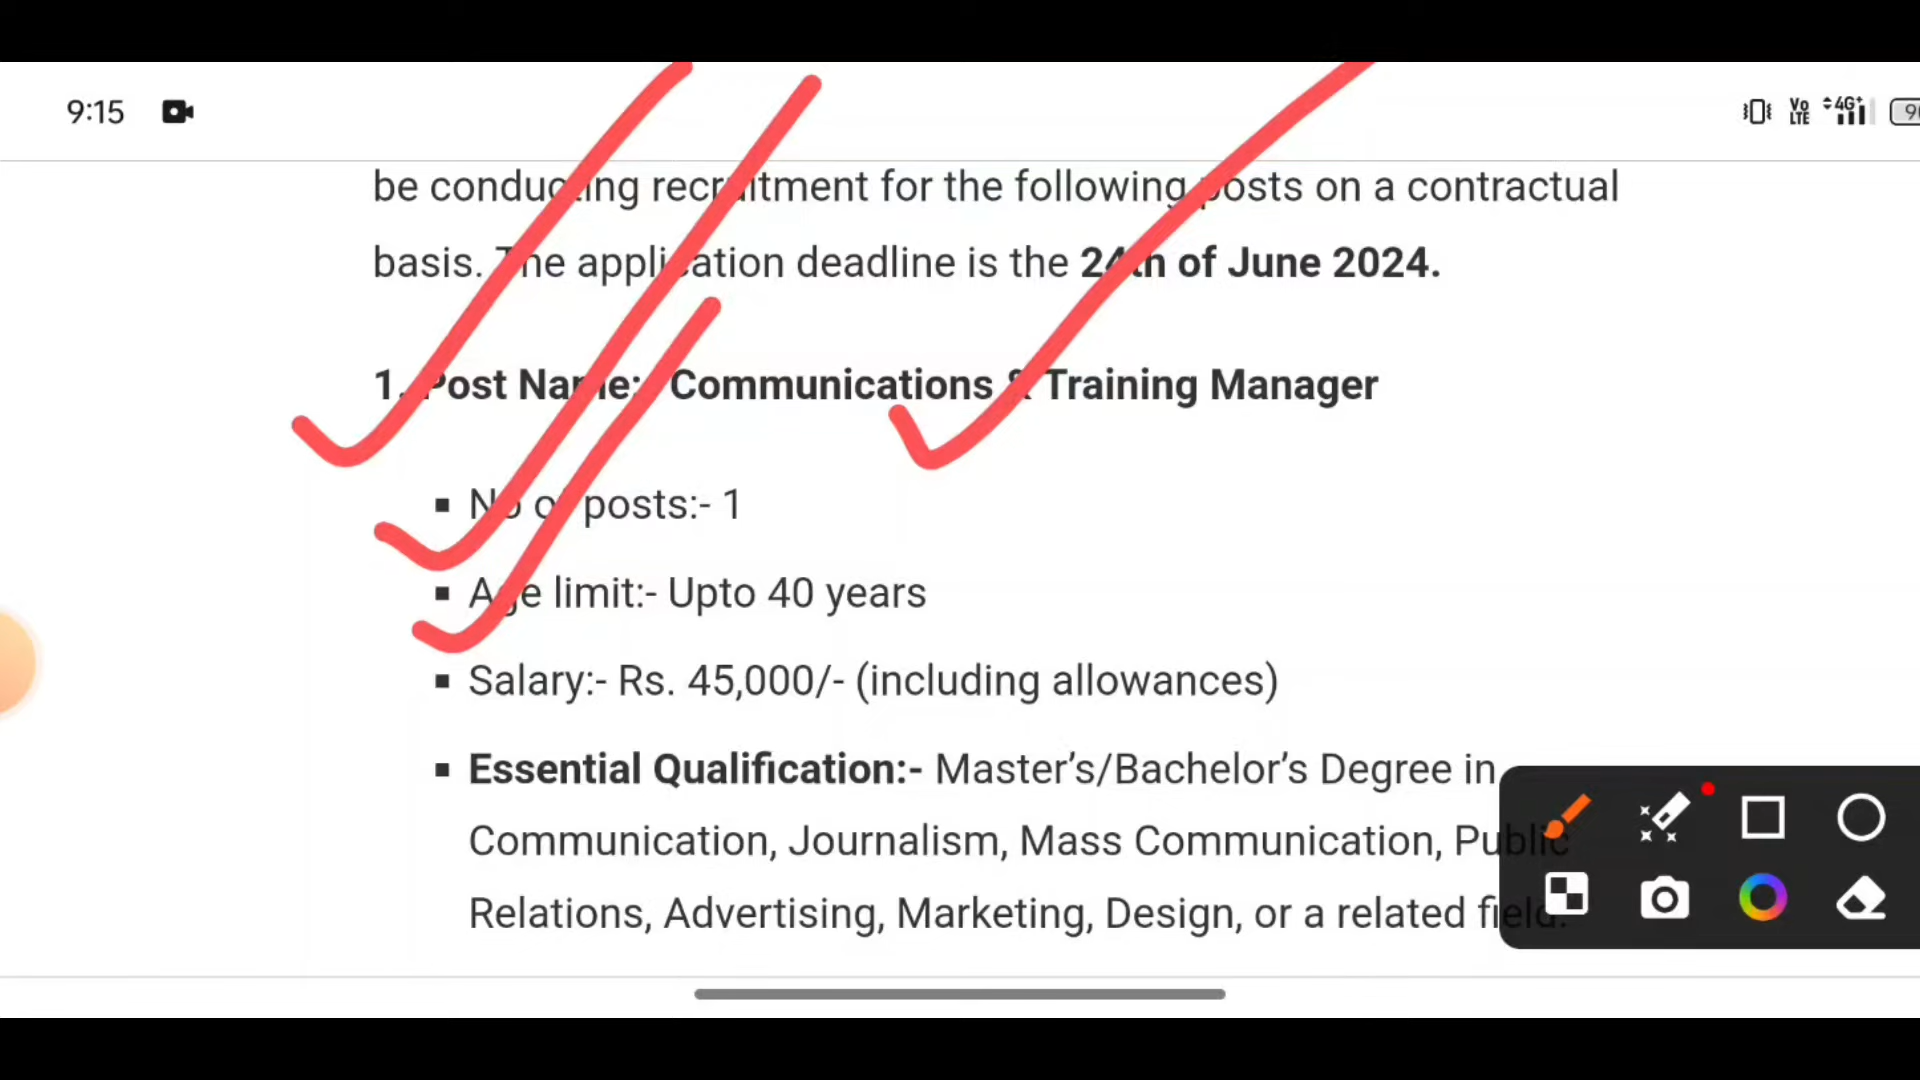 9:15
Vo
LTE
4G+
be conducting recruitment for the following posts on a contractual
basis. The application deadline is the 24th of June 2024.
1. Post Name:- Communications & Training Manager
▪ No of posts:- 1
▪ Age limit:- Upto 40 years
▪ Salary:- Rs. 45,000/- (including allowances)
▪ Essential Qualification:- Master’s/Bachelor’s Degree in
Communication, Journalism, Mass Communication, Public
Relations, Advertising, Marketing, Design, or a related field.